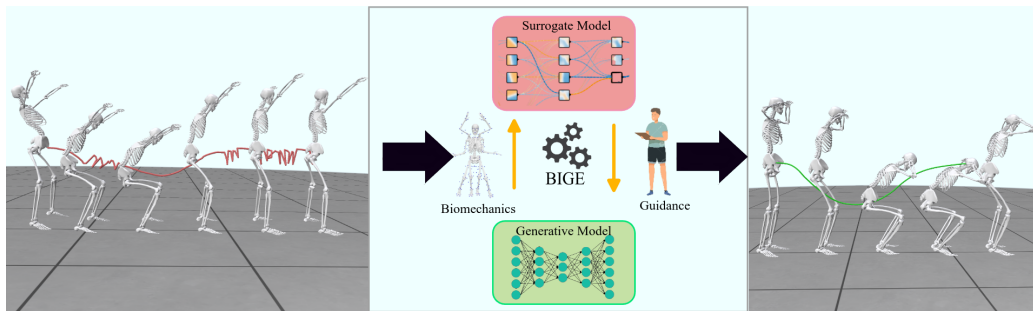 Surrogate Model
BIGE
Biomechanics
Guidance
Generative Model